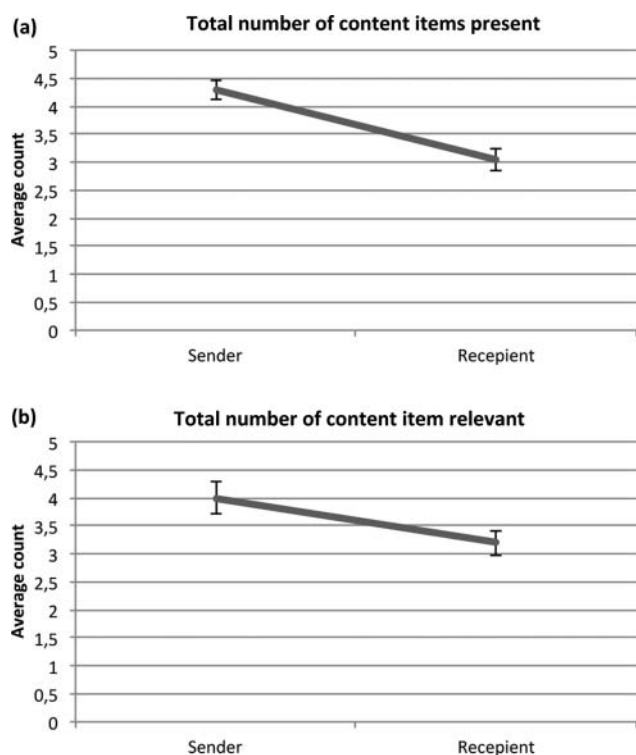 (a)
Total number of content items present
Average count
5
4,5
4
3,5
3
2,5
2
1,5
1
0,5
0
Sender
Recepient
(b)
Total number of content item relevant
Average count
5
4,5
4
3,5
3
2,5
2
1,5
1
0,5
0
Sender
Recepient